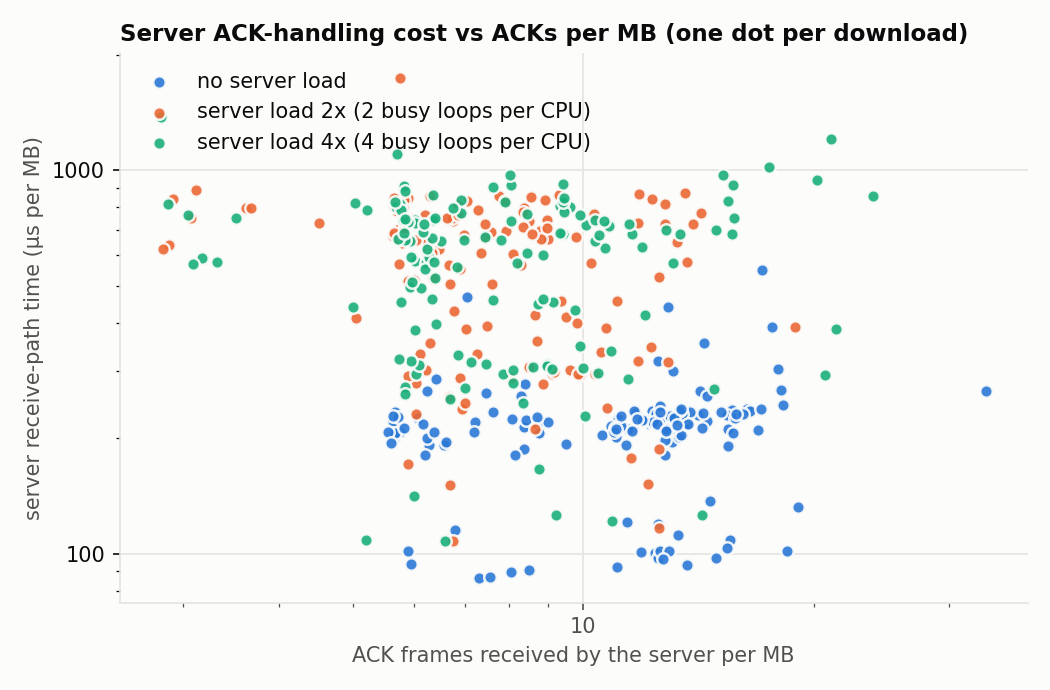 Server ACK-handling cost vs ACKs per MB (one dot per download)
no server load
server load 2x (2 busy loops per CPU)
server load 4x (4 busy loops per CPU)
server receive-path time (µs per MB)
1000
100
10
ACK frames received by the server per MB